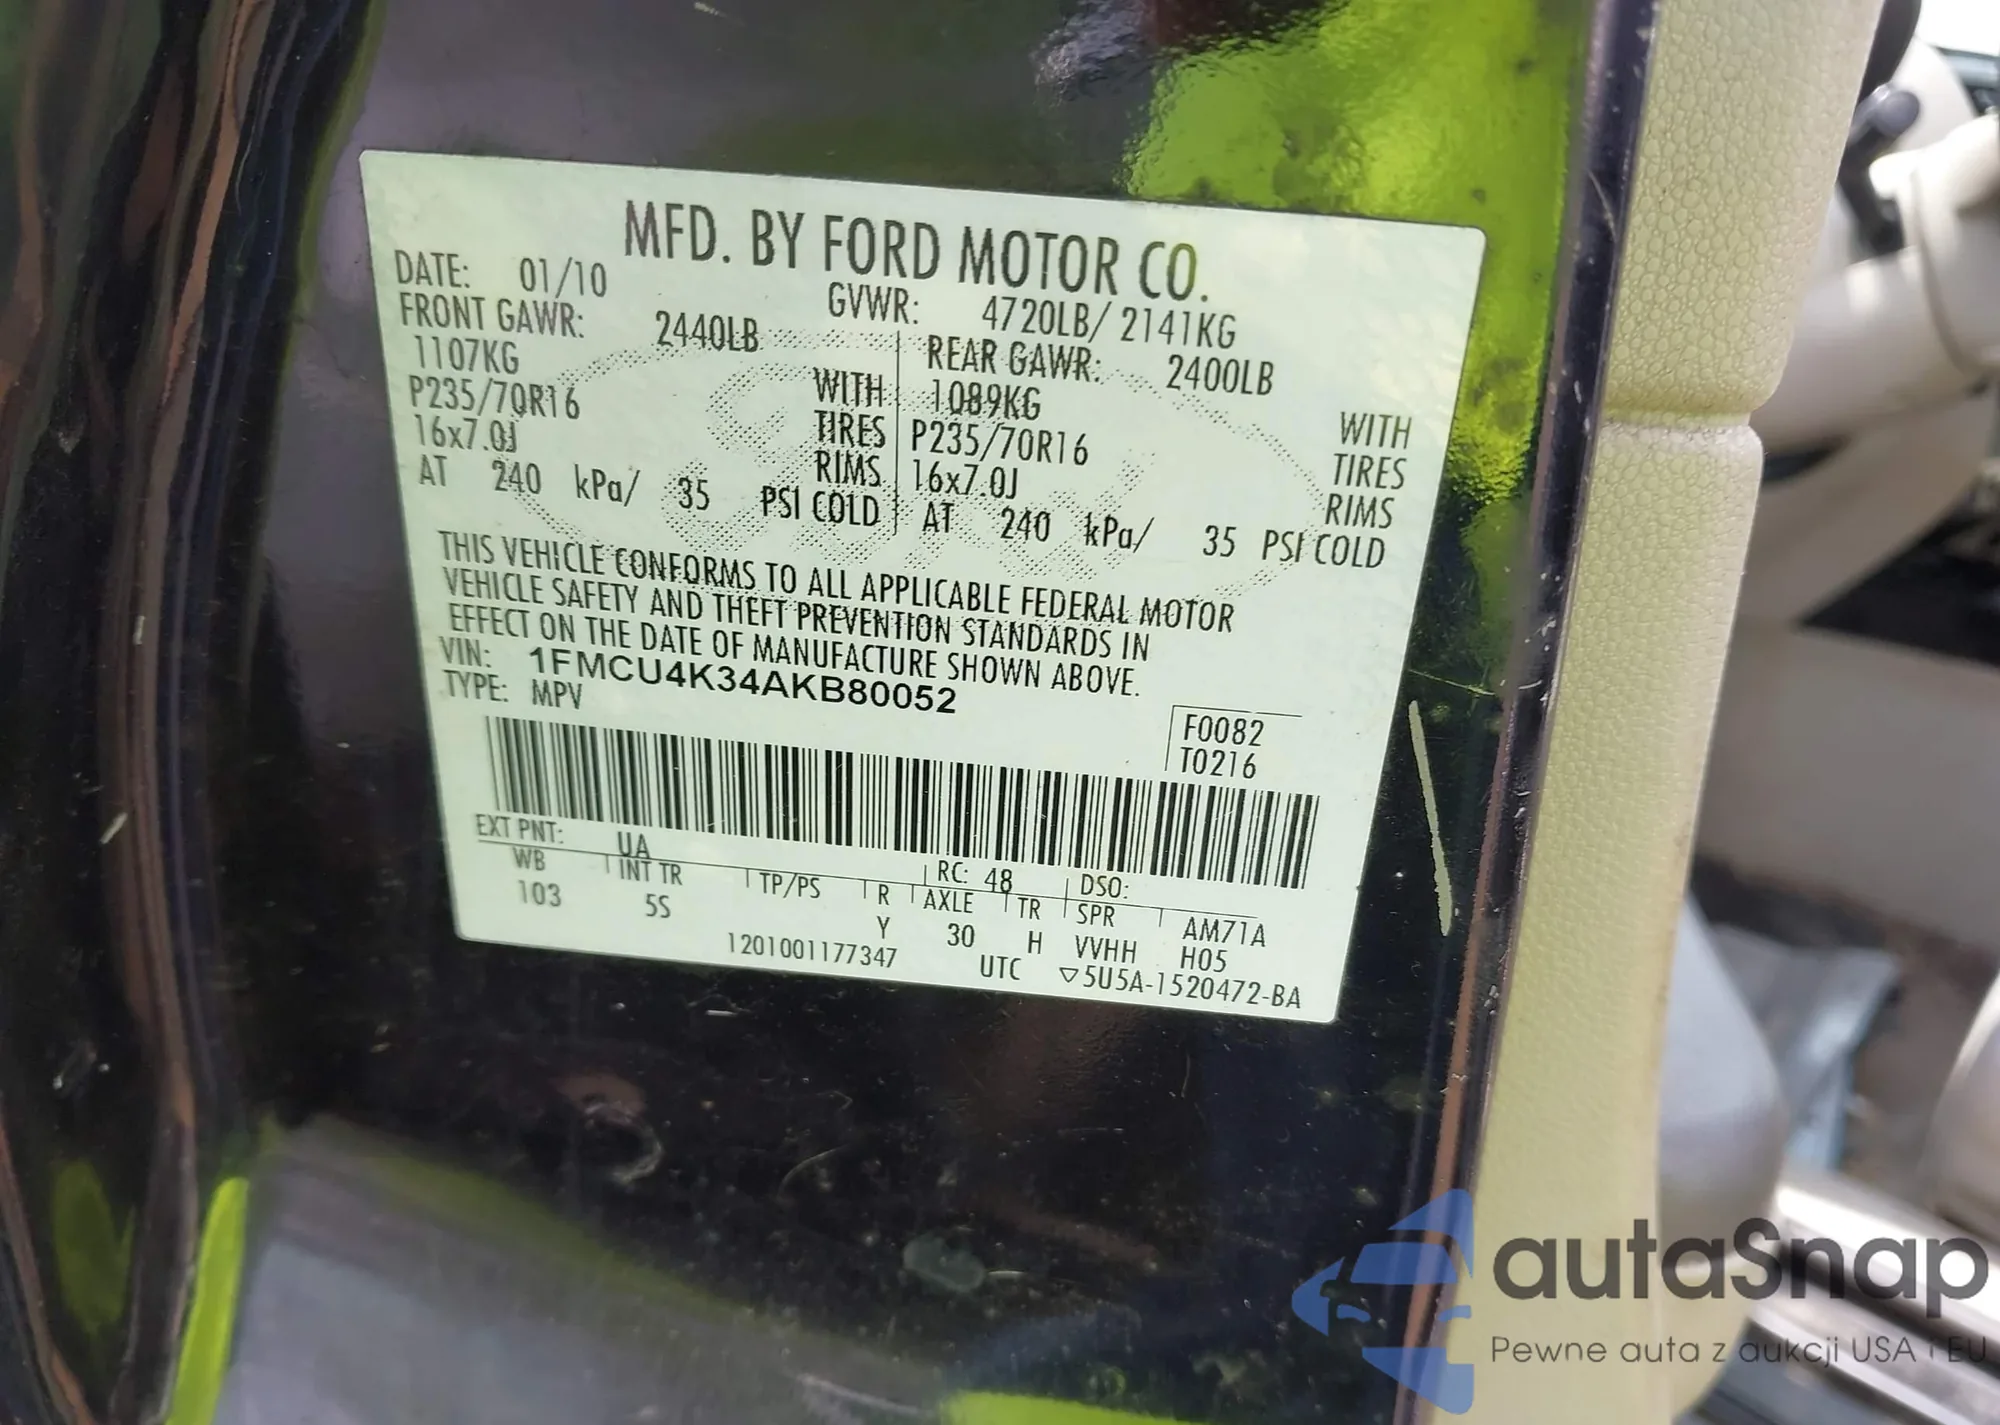 MFD. BY FORD MOTOR CO.
DATE: 01/10 GVWR: 4720LB/ 2141KG
FRONT GAWR: 2440LB REAR GAWR: 2400LB
1107KG WITH 1089KG WITH
P235/70R16 TIRES P235/70R16 TIRES
16x7.0J RIMS 16x7.0J RIMS
AT 240 kPa/ 35 PSI COLD AT 240 kPa/ 35 PSI COLD
THIS VEHICLE CONFORMS TO ALL APPLICABLE FEDERAL MOTOR
VEHICLE SAFETY AND THEFT PREVENTION STANDARDS IN
EFFECT ON THE DATE OF MANUFACTURE SHOWN ABOVE.
VIN: 1FMCU4K34AKB80052
TYPE: MPV
F0082
T0216
EXT PNT: UA RC: 48 DSO:
WB INT TR TP/PS R AXLE TR SPR AM71A
103 5S Y 30 H VVHH H05
1201001177347 UTC ▽5U5A-1520472-BA
autaSnap
Pewne auta z aukcji USA i EU